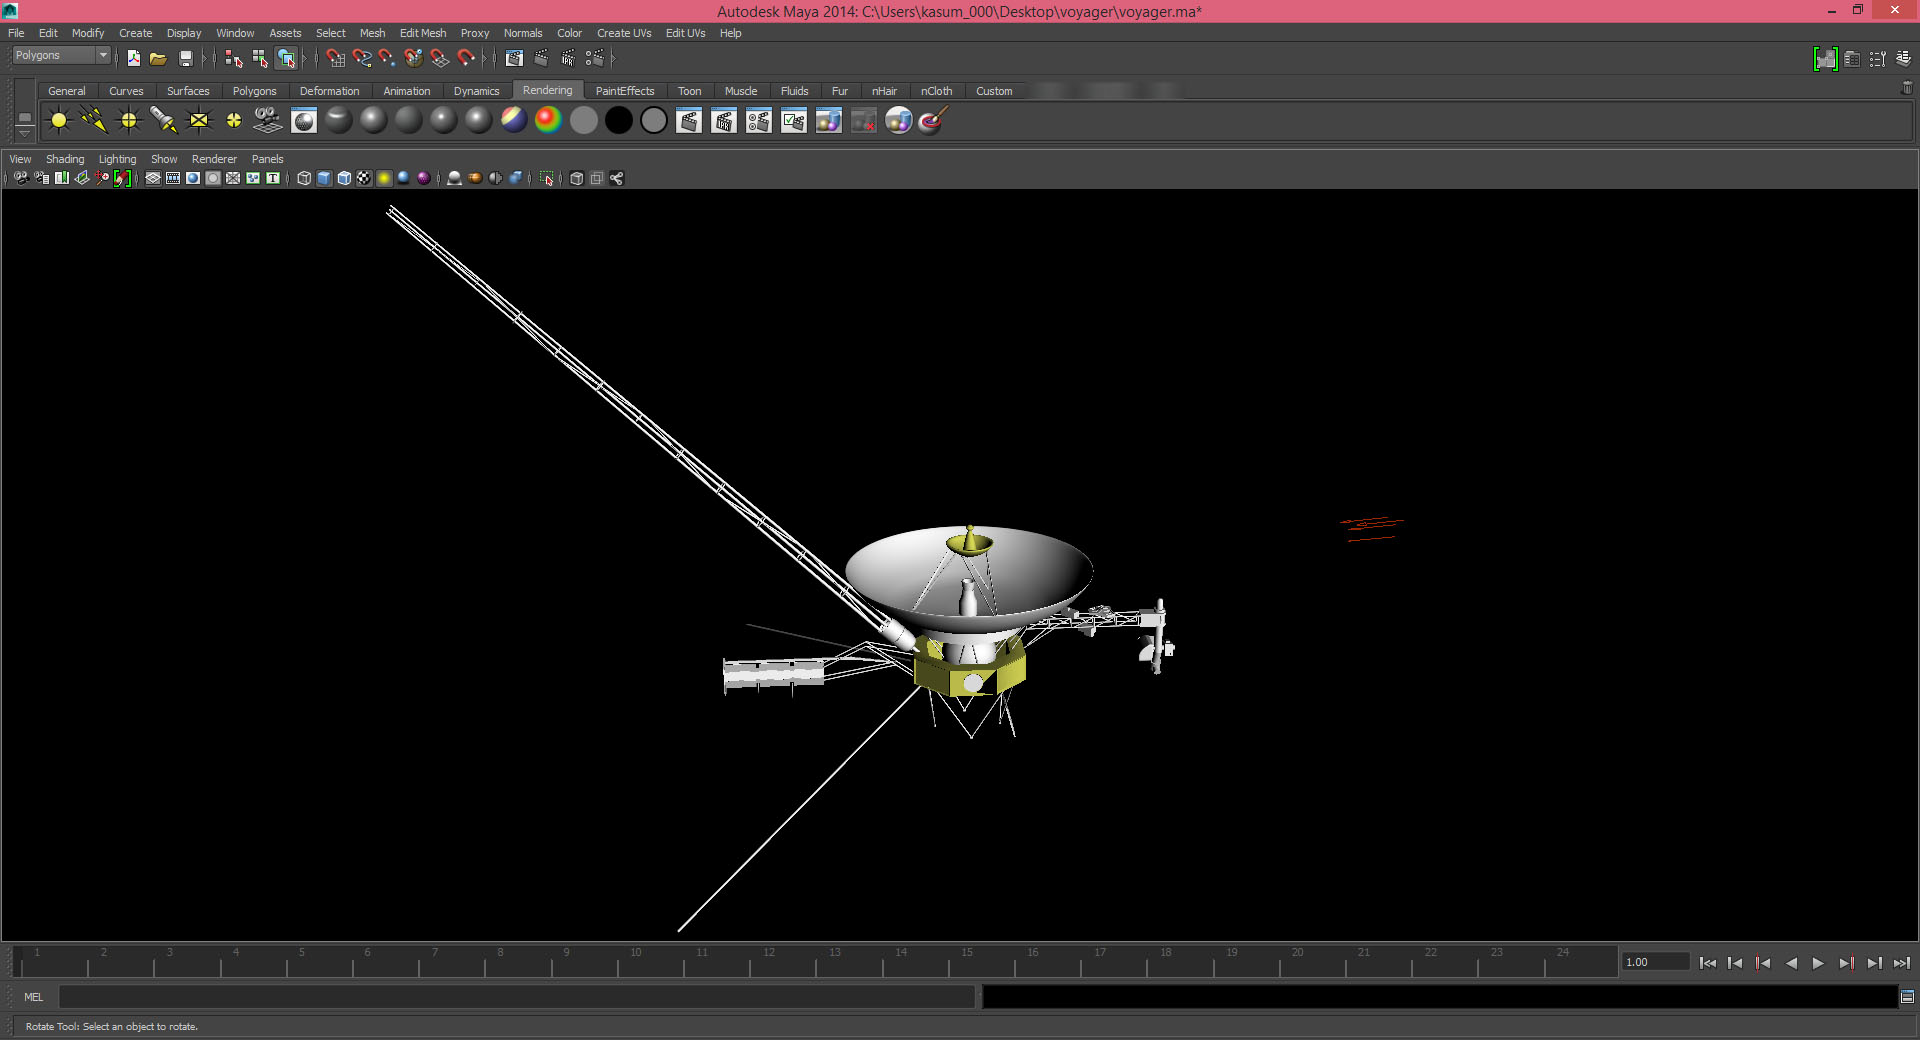 Autodesk Maya 2014: C:\Users\kasum_000\Desktop\voyager\voyager.ma*
File Edit Modify Create Display Window Assets Select Mesh Edit Mesh Proxy Normals Color Create UVs Edit UVs Help
Polygons
General Curves Surfaces Polygons Deformation Animation Dynamics Rendering PaintEffects Toon Muscle Fluids Fur nHair nCloth Custom
View Shading Lighting Show Renderer Panels
1 2 3 4 5 6 7 8 9 10 11 12 13 14 15 16 17 18 19 20 21 22 23 24
1.00
MEL
Rotate Tool: Select an object to rotate.